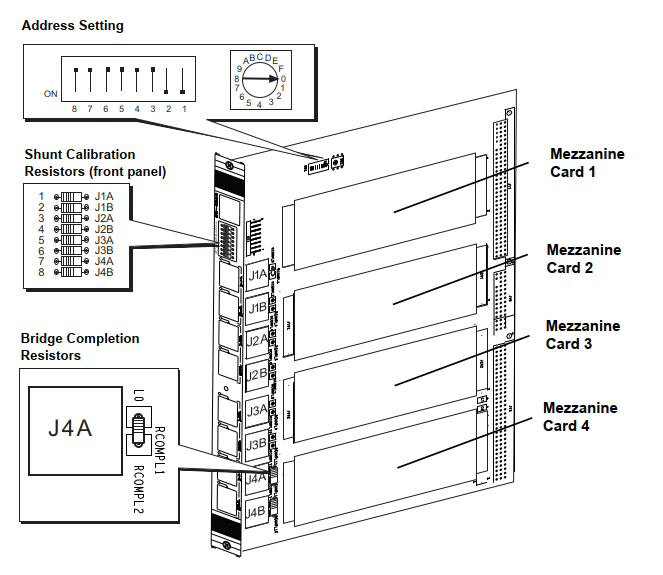 Address Setting
ON
8 7 6 5 4 3 2 1
0 1 2 3 4 5 6 7 8 9 A B C D E F
Shunt Calibration
Resistors (front panel)
1 J1A
2 J1B
3 J2A
4 J2B
5 J3A
6 J3B
7 J4A
8 J4B
Bridge Completion
Resistors
J4A
LO
RCOMPL1
RCOMPL2
J1A
J1B
J2A
J2B
J3A
J3B
J4A
J4B
Mezzanine
Card 1
Mezzanine
Card 2
Mezzanine
Card 3
Mezzanine
Card 4